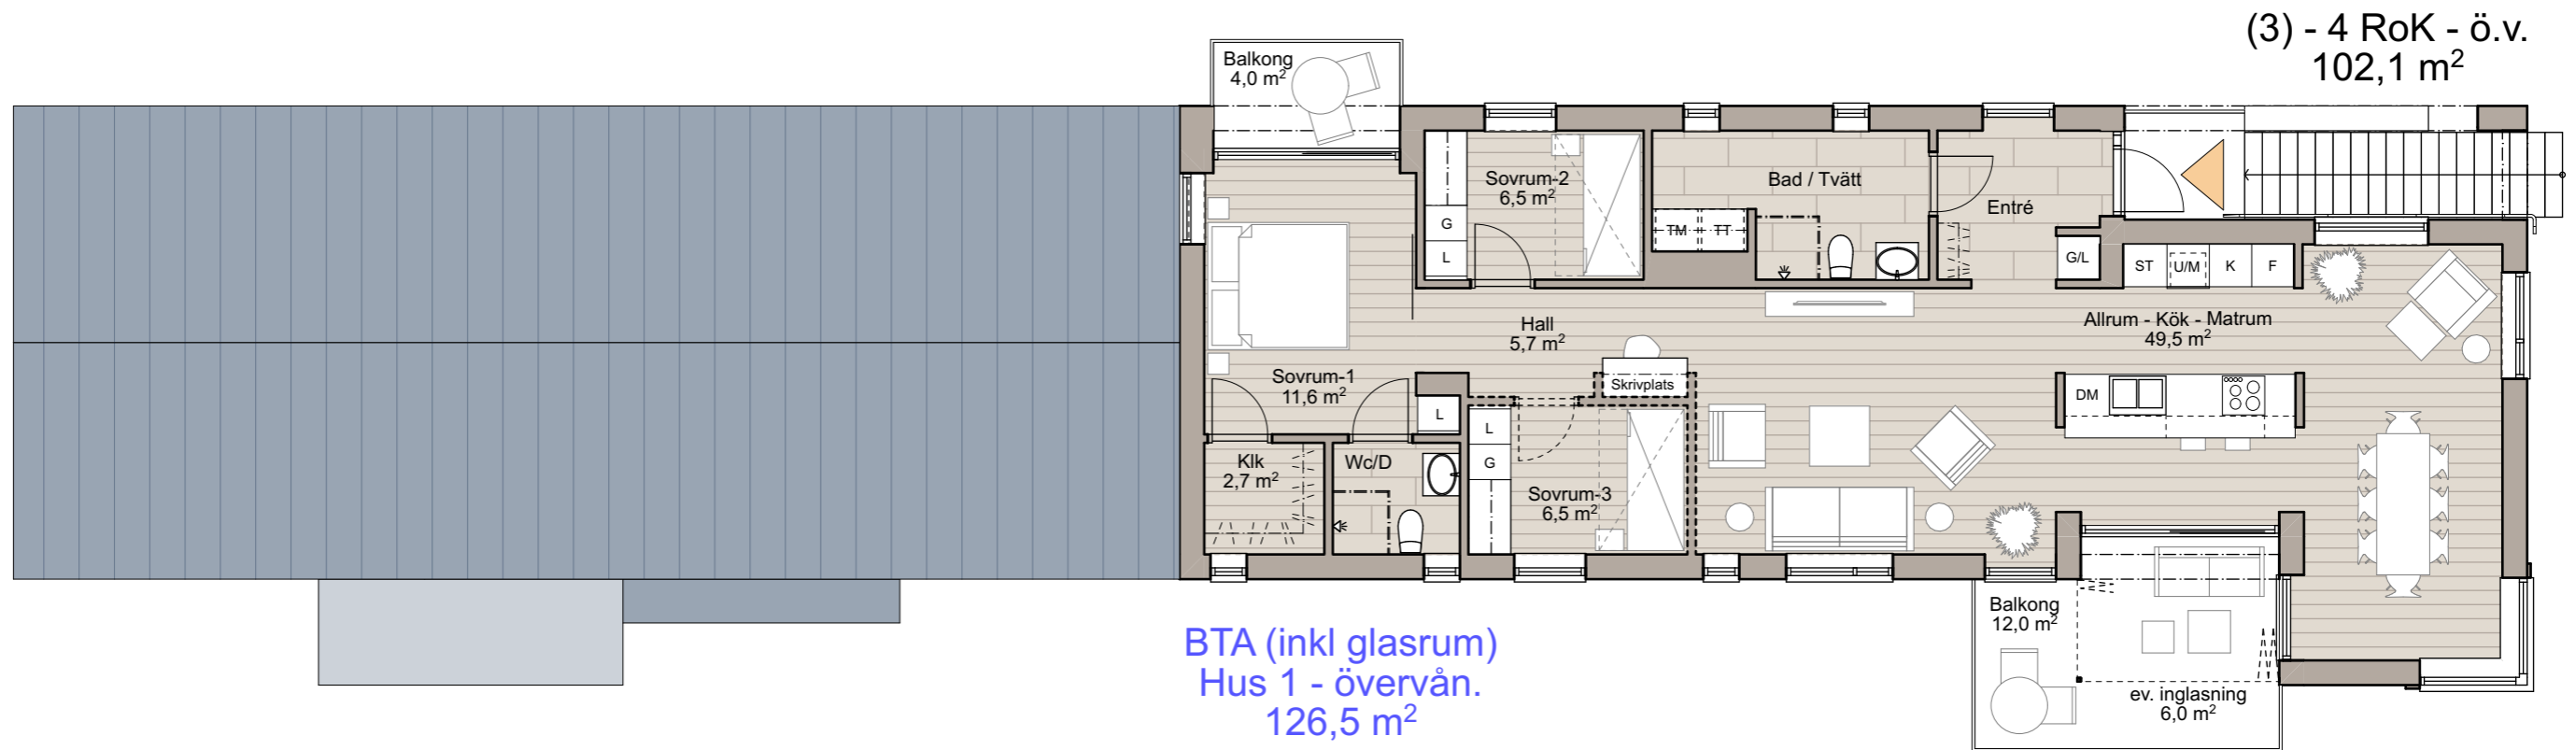 (3) - 4 RoK - ö.v.
102,1 m²
Balkong
4,0 m²
Sovrum-2
6,5 m²
G
L
Bad / Tvätt
TM
TT
Entré
G/L
ST
U/M
K
F
Hall
5,7 m²
Allrum - Kök - Matrum
49,5 m²
Sovrum-1
11,6 m²
Skrivplats
DM
L
L
G
Klk
2,7 m²
Wc/D
Sovrum-3
6,5 m²
Balkong
12,0 m²
ev. inglasning
6,0 m²
BTA (inkl glasrum)
Hus 1 - övervån.
126,5 m²